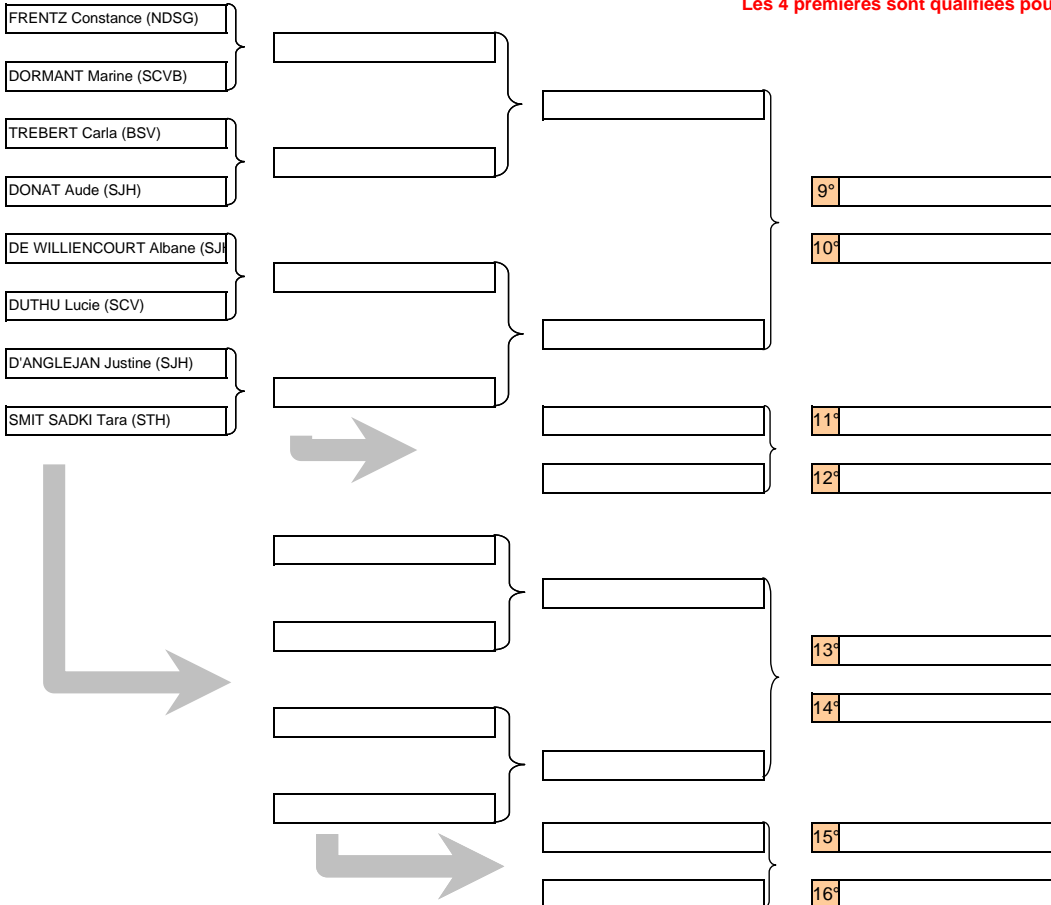 Les 4 premières sont qualifiées pou
FRENTZ Constance (NDSG)
DORMANT Marine (SCVB)
TREBERT Carla (BSV)
DONAT Aude (SJH)
9°
DE WILLIENCOURT Albane (SJH
10°
DUTHU Lucie (SCV)
D'ANGLEJAN Justine (SJH)
SMIT SADKI Tara (STH)
11°
12°
13°
14°
15°
16°